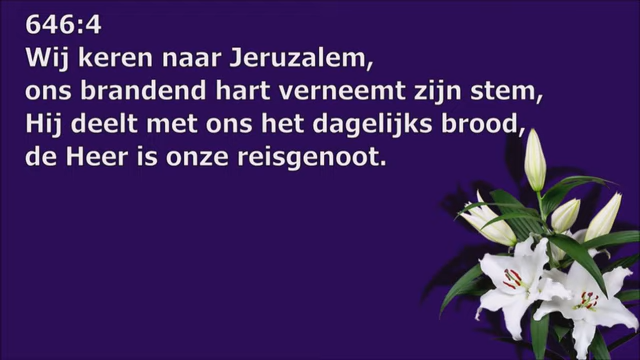 646:4
Wij keren naar Jeruzalem,
ons brandend hart verneemt zijn stem,
Hij deelt met ons het dagelijks brood,
de Heer is onze reisgenoot.